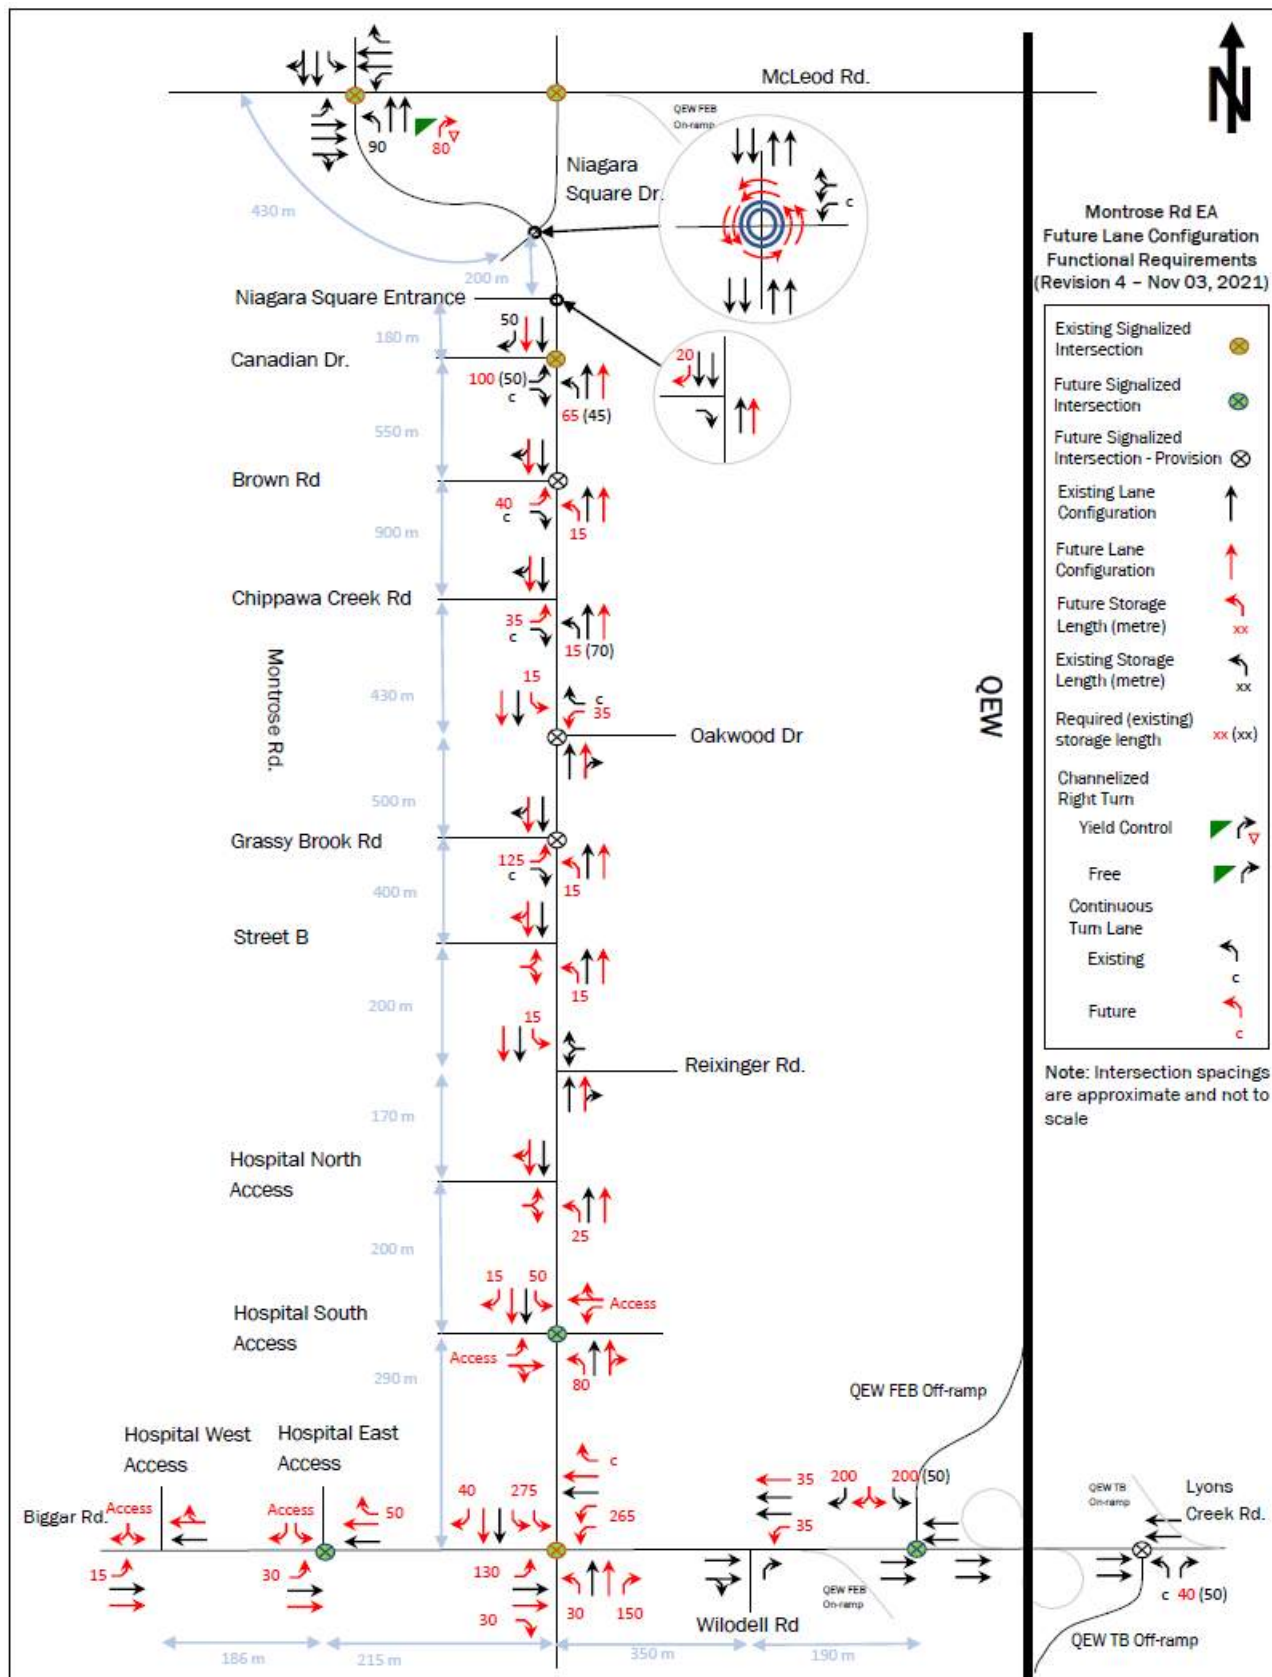 McLeod Rd.
QEW FEB
On-ramp
90
80
Niagara
Square Dr.
c
430 m
200 m
Niagara Square Entrance
50
180 m
Canadian Dr.
20
100 (50)
c
65 (45)
550 m
Brown Rd
40
c
15
900 m
Chippawa Creek Rd
35
c
15 (70)
Montrose Rd.
430 m
15
c
35
Oakwood Dr
500 m
Grassy Brook Rd
125
c
15
400 m
Street B
15
200 m
15
Reixinger Rd.
170 m
Hospital North
Access
25
200 m
15 50
Access
Hospital South
Access
Access
80
290 m
QEW FEB Off-ramp
Hospital West
Access
Hospital East
Access
Biggar Rd.
Access
Access
50
40 275
c
265
35
200
200 (50)
35
QEW TB
On-ramp
Lyons
Creek Rd.
15
30
130
30
30
150
Wilodell Rd
QEW FEB
On-ramp
c 40 (50)
QEW TB Off-ramp
186 m
215 m
350 m
190 m
QEW
N
Montrose Rd EA
Future Lane Configuration
Functional Requirements
(Revision 4 – Nov 03, 2021)
Existing Signalized
Intersection
Future Signalized
Intersection
Future Signalized
Intersection - Provision
Existing Lane
Configuration
Future Lane
Configuration
Future Storage
Length (metre)
xx
Existing Storage
Length (metre)
xx
Required (existing)
storage length
xx (xx)
Channelized
Right Turn
Yield Control
Free
Continuous
Turn Lane
Existing
c
Future
c
Note: Intersection spacings
are approximate and not to
scale